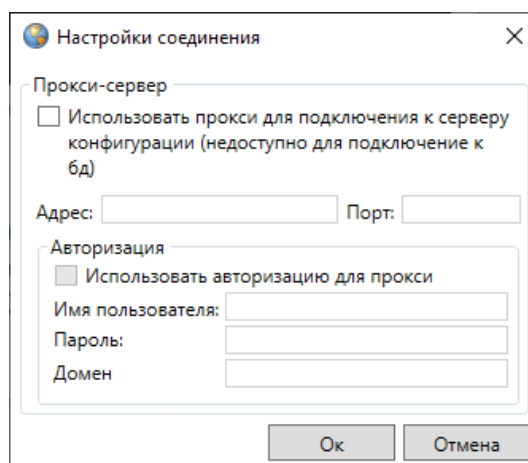 Настройки соединения
Прокси-сервер
Использовать прокси для подключения к серверу
конфигурации (недоступно для подключение к
бд)
Адрес: Порт:
Авторизация
Использовать авторизацию для прокси
Имя пользователя:
Пароль:
Домен
Ок Отмена